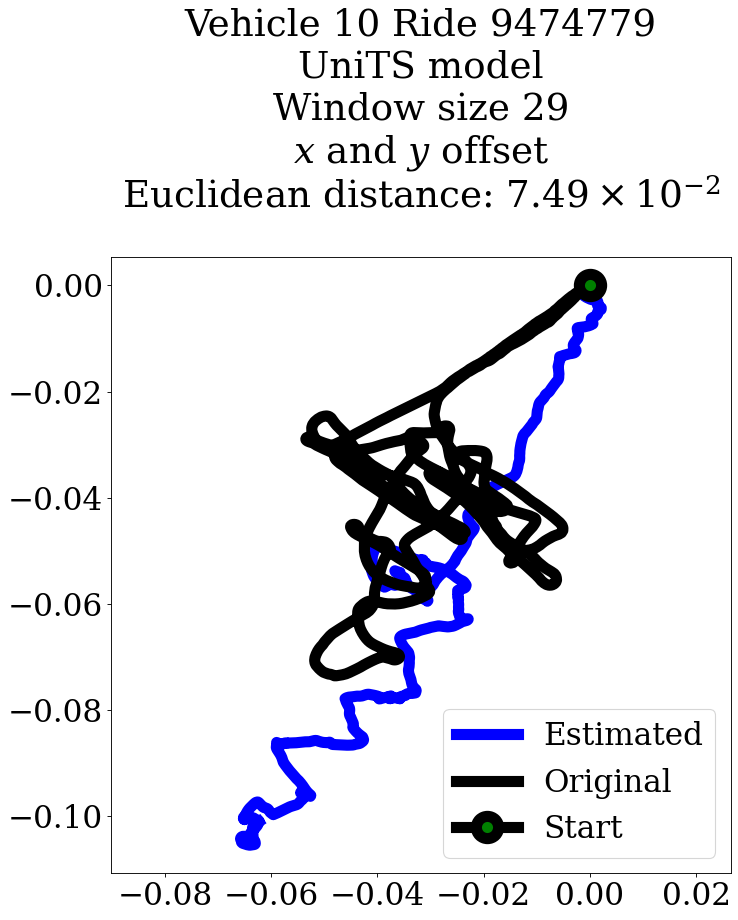 Vehicle 10 Ride 9474779
UniTS model
Window size 29
x and y offset
Euclidean distance: 7.49 × 10⁻²
0.00
−0.02
−0.04
−0.06
−0.08
−0.10
Estimated
Original
Start
−0.08 −0.06 −0.04 −0.02 0.00 0.02